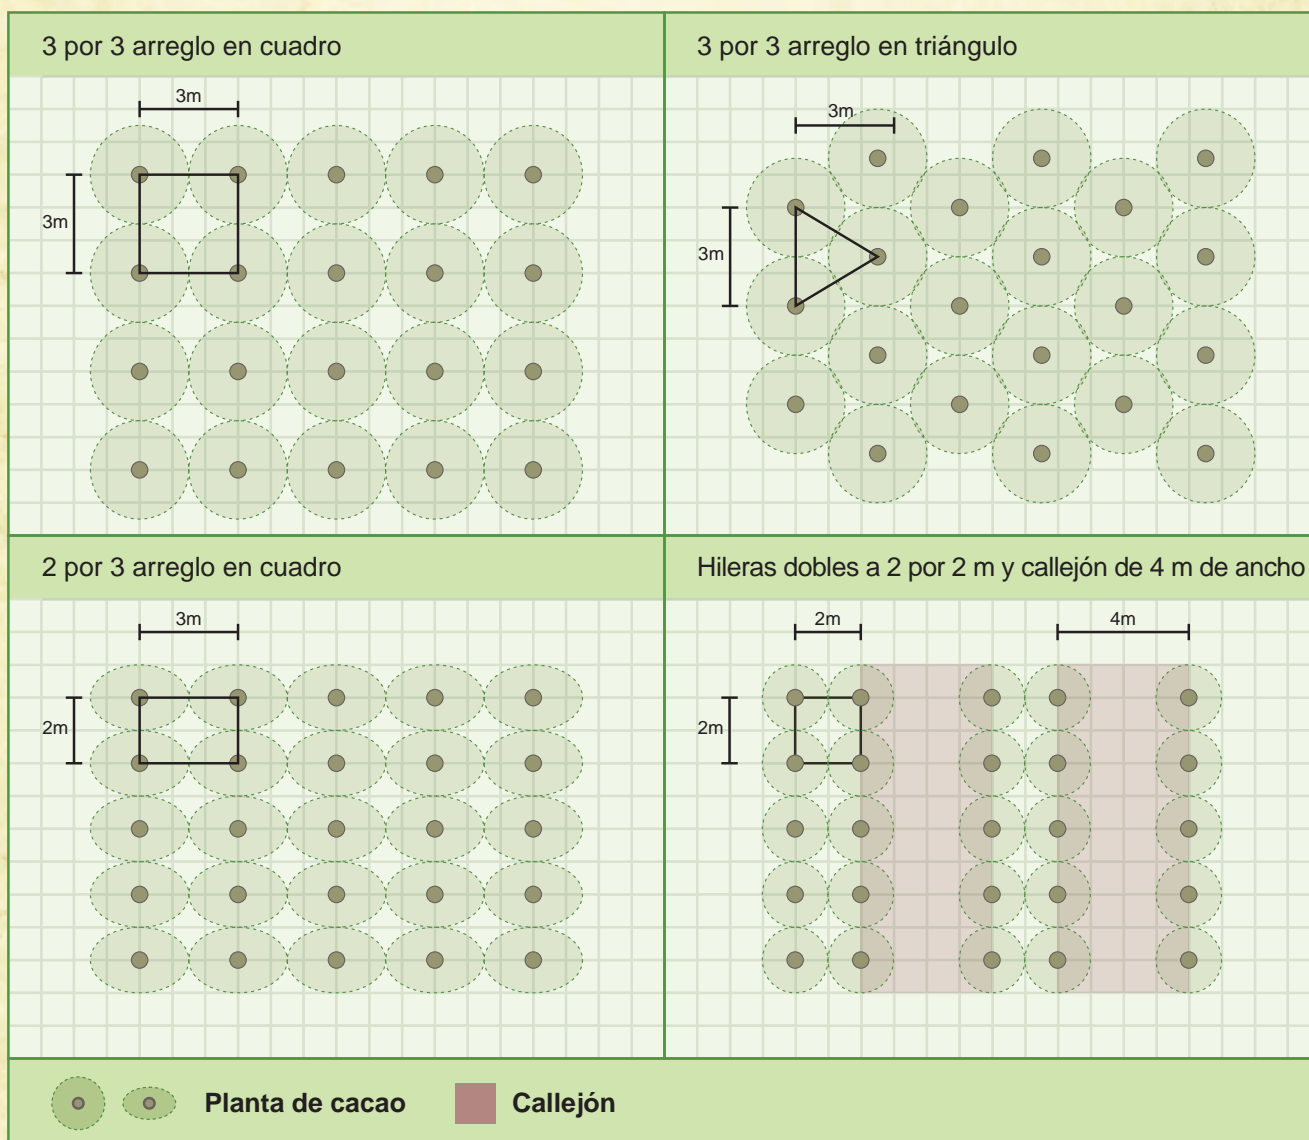 3 por 3 arreglo en cuadro
3m
3m
3 por 3 arreglo en triángulo
3m
3m
2 por 3 arreglo en cuadro
3m
2m
Hileras dobles a 2 por 2 m y callejón de 4 m de ancho
2m
4m
2m
Planta de cacao
Callejón